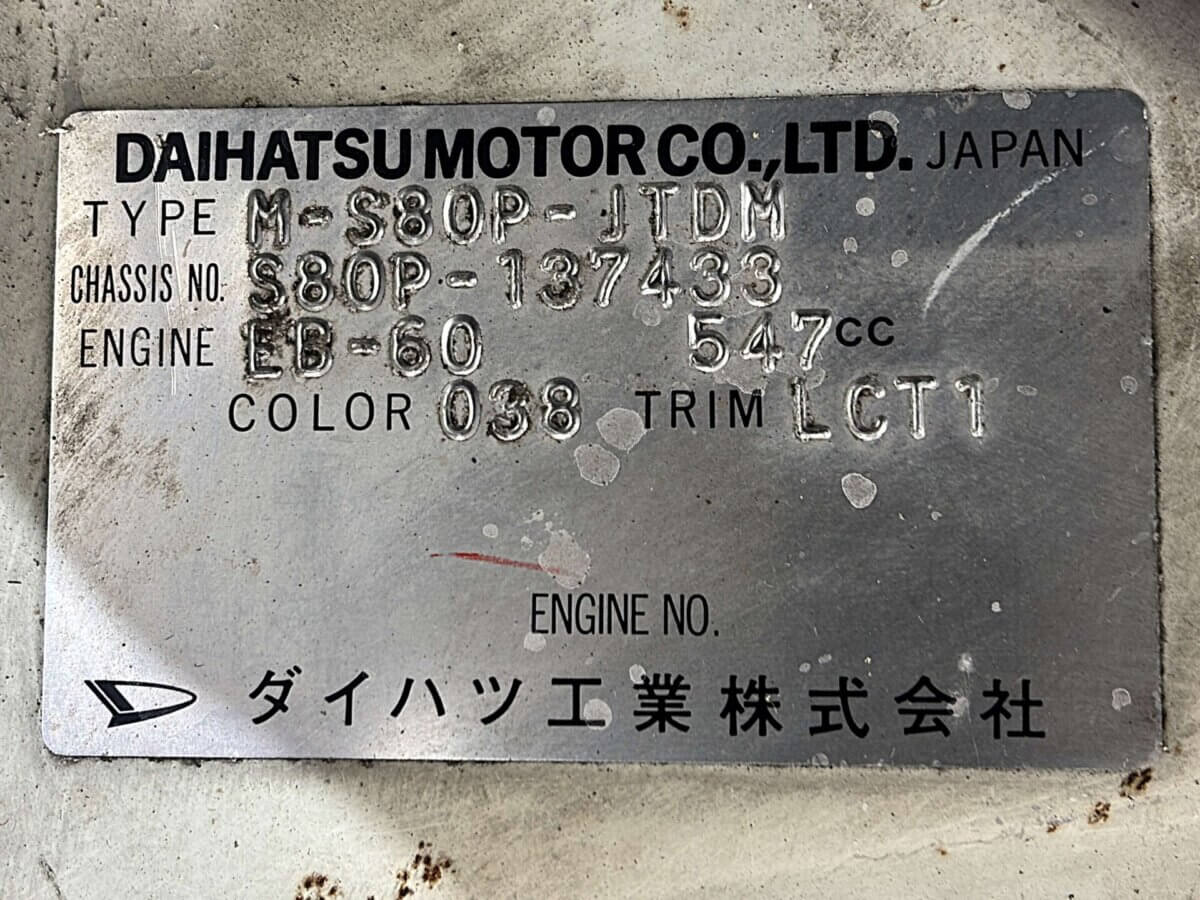 DAIHATSU MOTOR CO.,LTD. JAPAN
TYPE M-S80P-JTDM
CHASSIS NO. S80P-137433
ENGINE EB-60 547cc
COLOR 038 TRIM LCT1
ENGINE NO.
ダイハツ工業株式会社